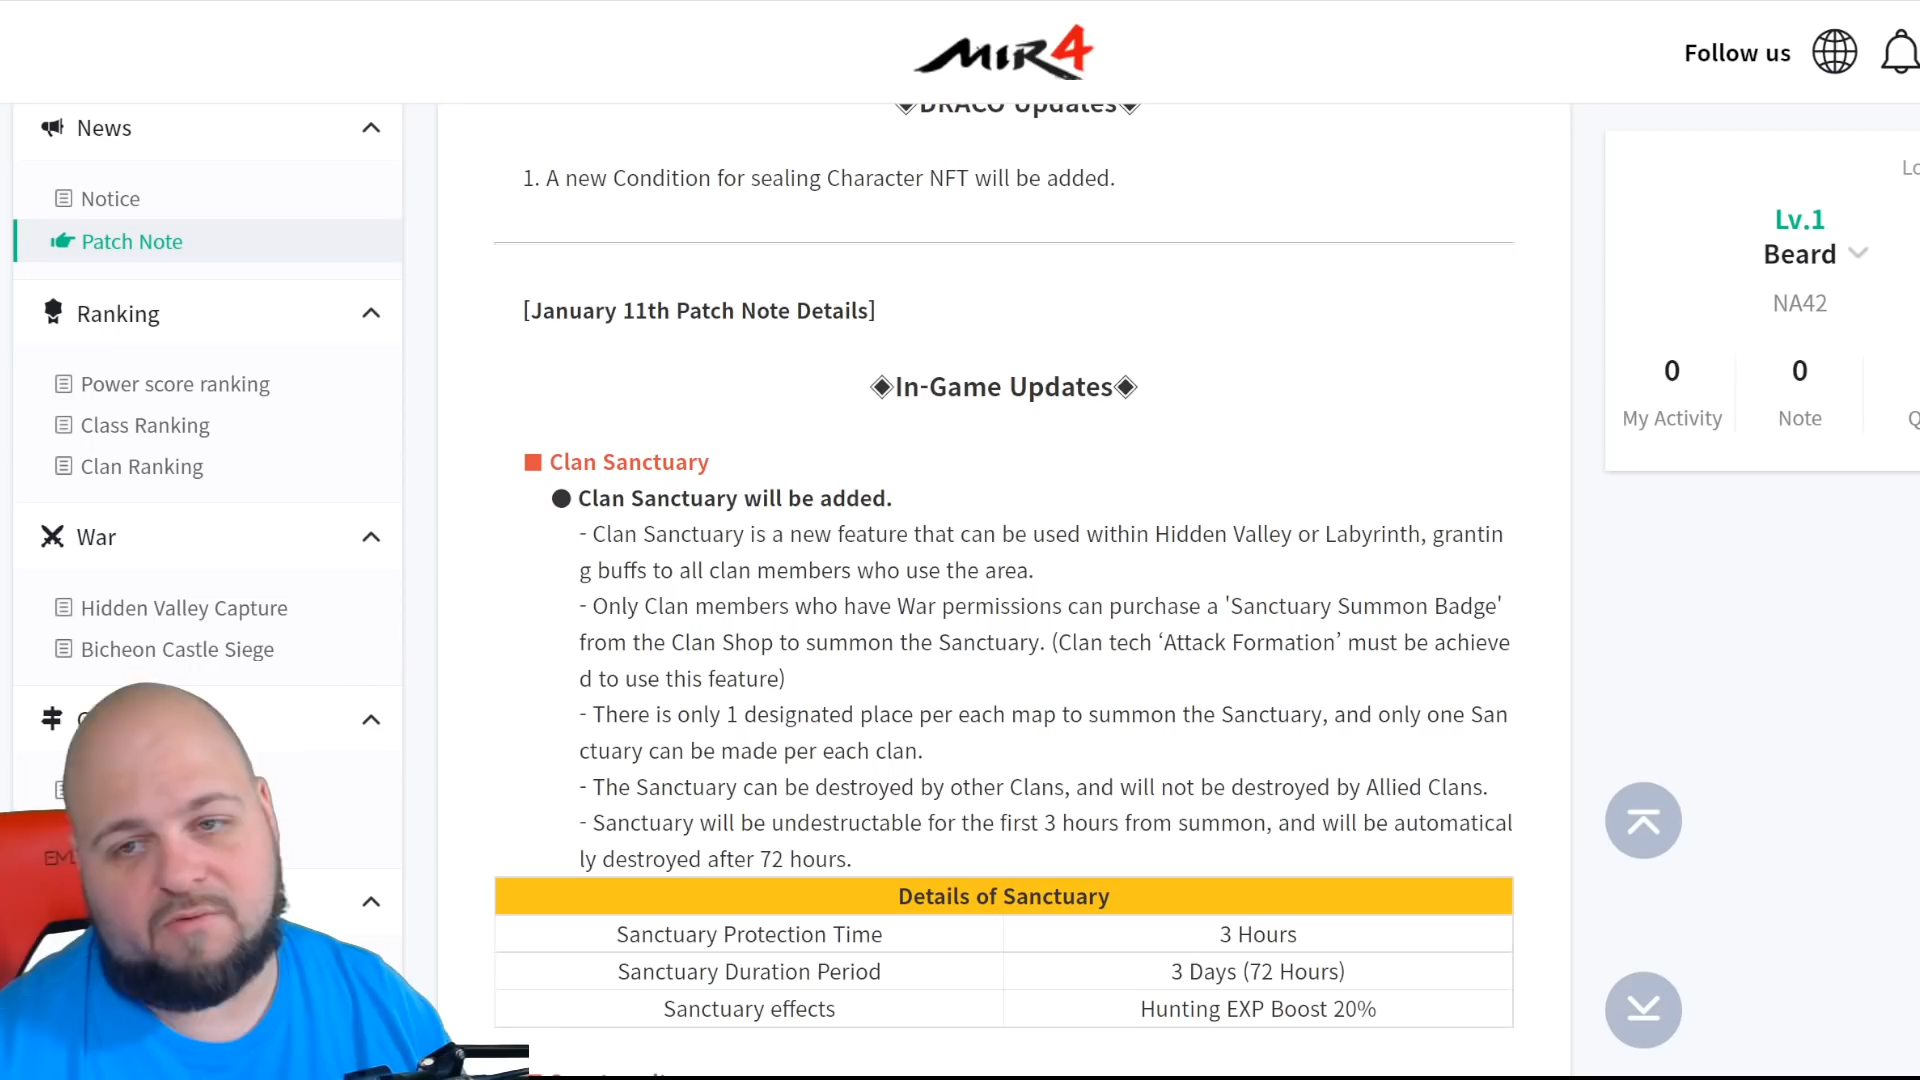 MIR4
Follow us
News
Notice
Patch Note
Ranking
Power score ranking
Class Ranking
Clan Ranking
War
Hidden Valley Capture
Bicheon Castle Siege
◈DRACO Updates◈
1. A new Condition for sealing Character NFT will be added.
[January 11th Patch Note Details]
◈In-Game Updates◈
■ Clan Sanctuary
● Clan Sanctuary will be added.
- Clan Sanctuary is a new feature that can be used within Hidden Valley or Labyrinth, grantin
g buffs to all clan members who use the area.
- Only Clan members who have War permissions can purchase a 'Sanctuary Summon Badge'
from the Clan Shop to summon the Sanctuary. (Clan tech ‘Attack Formation’ must be achieve
d to use this feature)
- There is only 1 designated place per each map to summon the Sanctuary, and only one San
ctuary can be made per each clan.
- The Sanctuary can be destroyed by other Clans, and will not be destroyed by Allied Clans.
- Sanctuary will be undestructable for the first 3 hours from summon, and will be automatical
ly destroyed after 72 hours.
Details of Sanctuary
Sanctuary Protection Time 3 Hours
Sanctuary Duration Period 3 Days (72 Hours)
Sanctuary effects Hunting EXP Boost 20%
Lv.1
Beard
NA42
0 0
My Activity Note